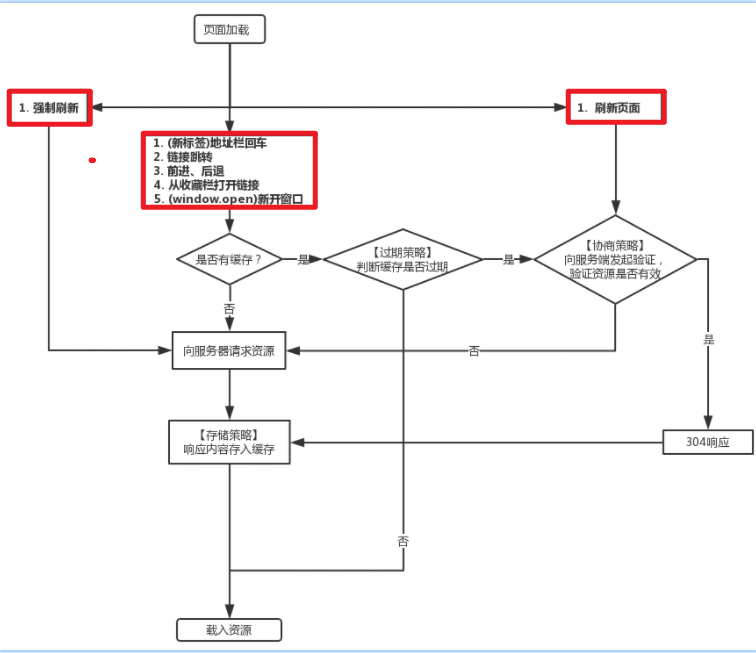 页面加载
1. 强制刷新
1. 刷新页面
1. (新标签)地址栏回车
2. 链接跳转
3. 前进、后退
4. 从收藏栏打开链接
5. (window.open)新开窗口
是否有缓存？
是
【过期策略】
判断缓存是否过期
是
【协商策略】
向服务端发起验证，
验证资源是否有效
否
向服务器请求资源
否
是
【存储策略】
响应内容存入缓存
304响应
否
载入资源